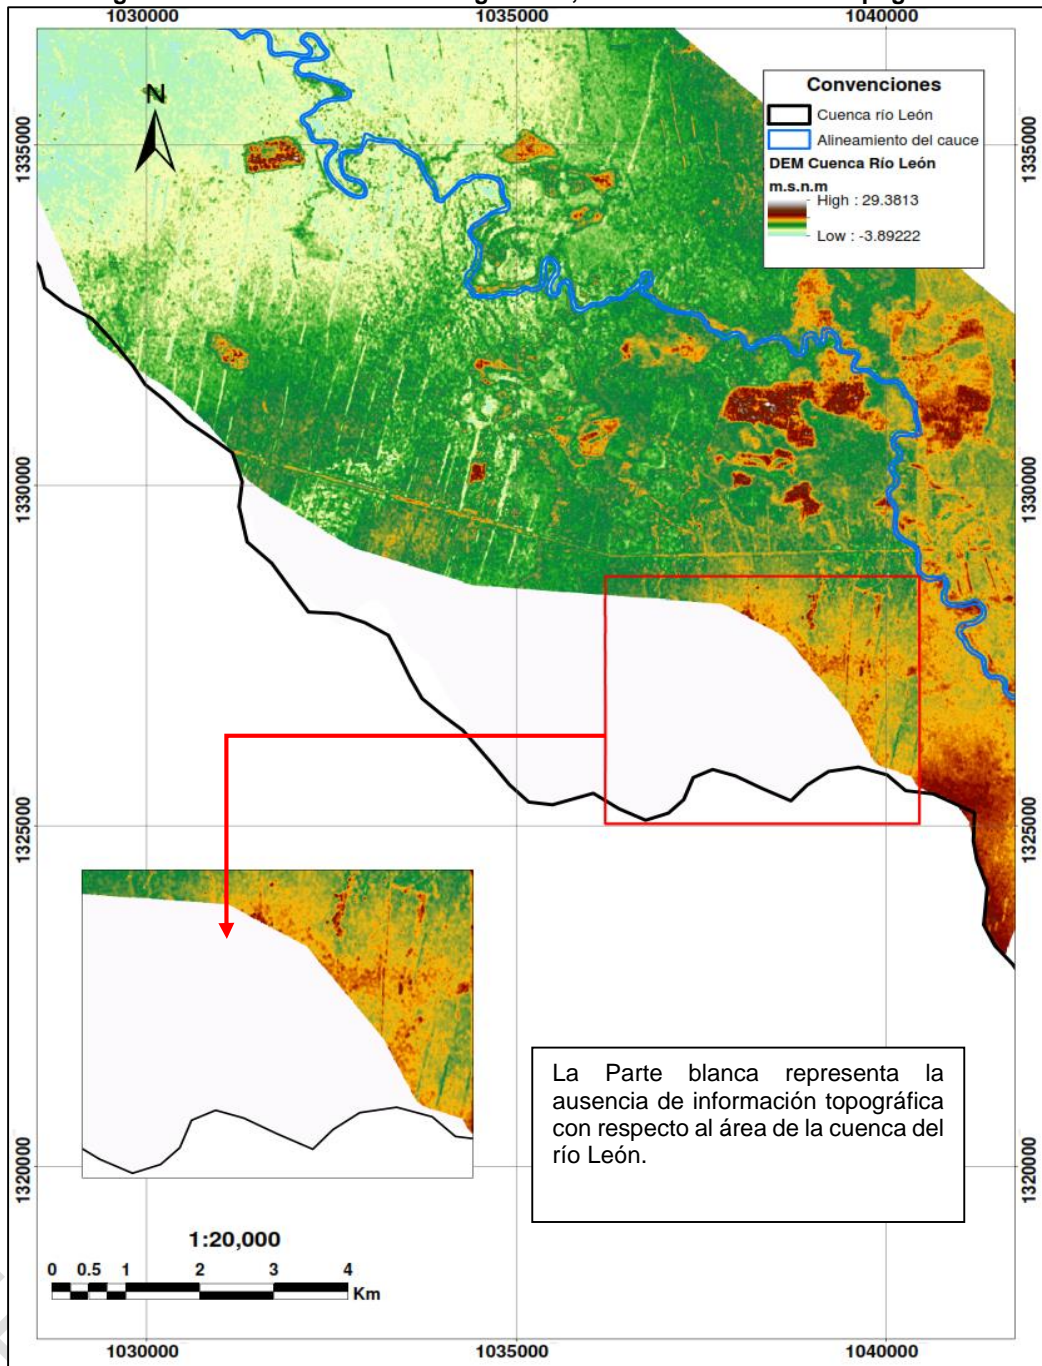 1030000 1035000 1040000
N
Convenciones
Cuenca río León
Alineamiento del cauce
DEM Cuenca Río León
m.s.n.m
High : 29.3813
Low : -3.89222
1335000 1335000
1330000 1330000
1325000 1325000
1320000 1320000
La Parte blanca representa la
ausencia de información topográfica
con respecto al área de la cuenca del
río León.
1:20,000
0 0.5 1 2 3 4
Km
1030000 1035000 1040000